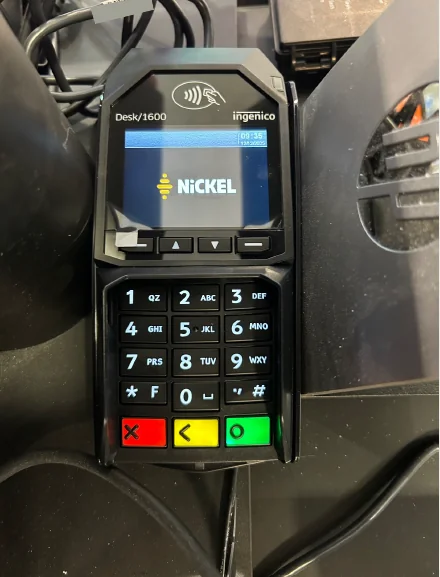 Desk/1600 ingenico
09:38
NiCKEL
1 QZ 2 ABC 3 DEF
4 GHI 5 JKL 6 MNO
7 PRS 8 TUV 9 WXY
* F 0 ⎵ ·,' #
X < O